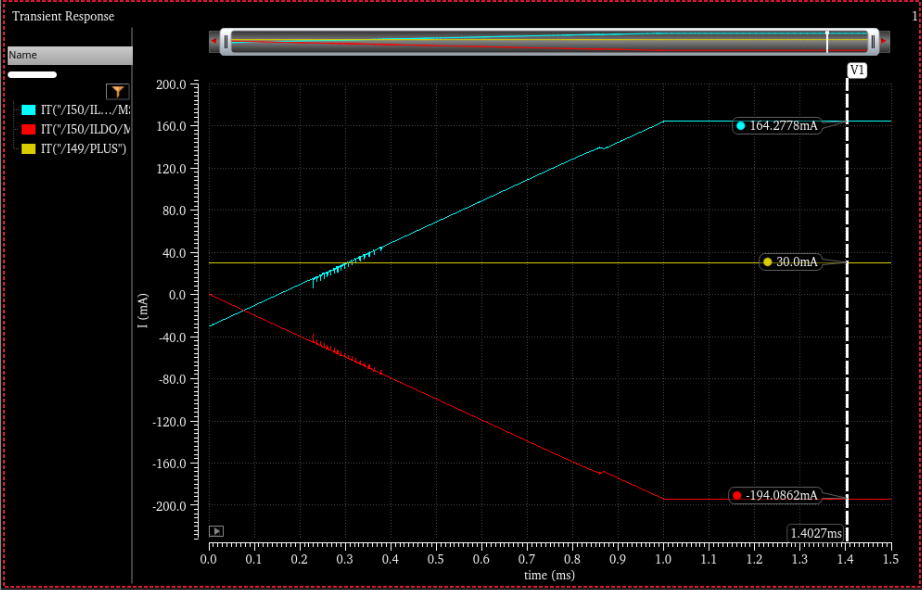 Transient Response
1
Name
IT("/I50/IL.../M
IT("/I50/ILDO/M
IT("/I49/PLUS")
V1
200.0
160.0
120.0
80.0
40.0
0.0
-40.0
-80.0
-120.0
-160.0
-200.0
I (mA)
164.2778mA
30.0mA
-194.0862mA
1.4027ms
0.0 0.1 0.2 0.3 0.4 0.5 0.6 0.7 0.8 0.9 1.0 1.1 1.2 1.3 1.4 1.5
time (ms)